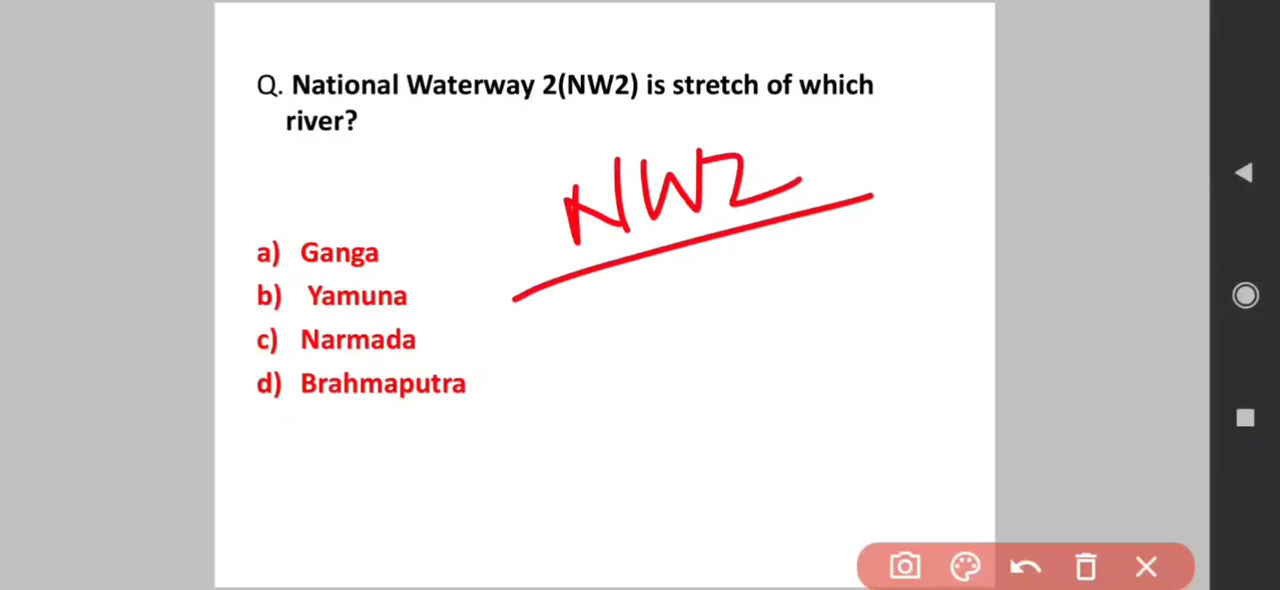 Q. National Waterway 2(NW2) is stretch of which
river?
NW2
a) Ganga
b) Yamuna
c) Narmada
d) Brahmaputra